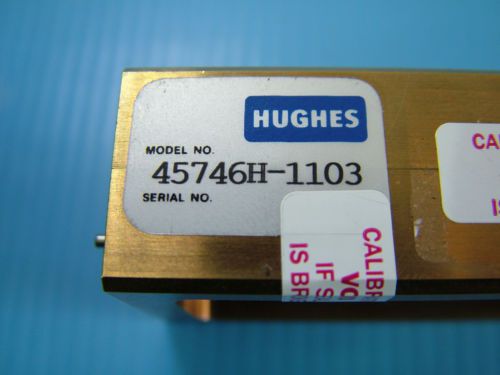 HUGHES
MODEL NO.
45746H-1103
SERIAL NO.
CALIBR
VO
IF S
IS BR
CA
IS